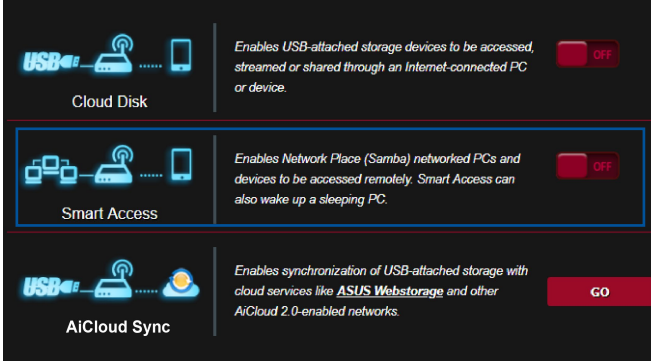 USB
Enables USB-attached storage devices to be accessed,
streamed or shared through an Internet-connected PC
or device.
OFF
Cloud Disk
Enables Network Place (Samba) networked PCs and
devices to be accessed remotely. Smart Access can
also wake up a sleeping PC.
OFF
Smart Access
USB
Enables synchronization of USB-attached storage with
cloud services like ASUS Webstorage and other
AiCloud 2.0-enabled networks.
GO
AiCloud Sync